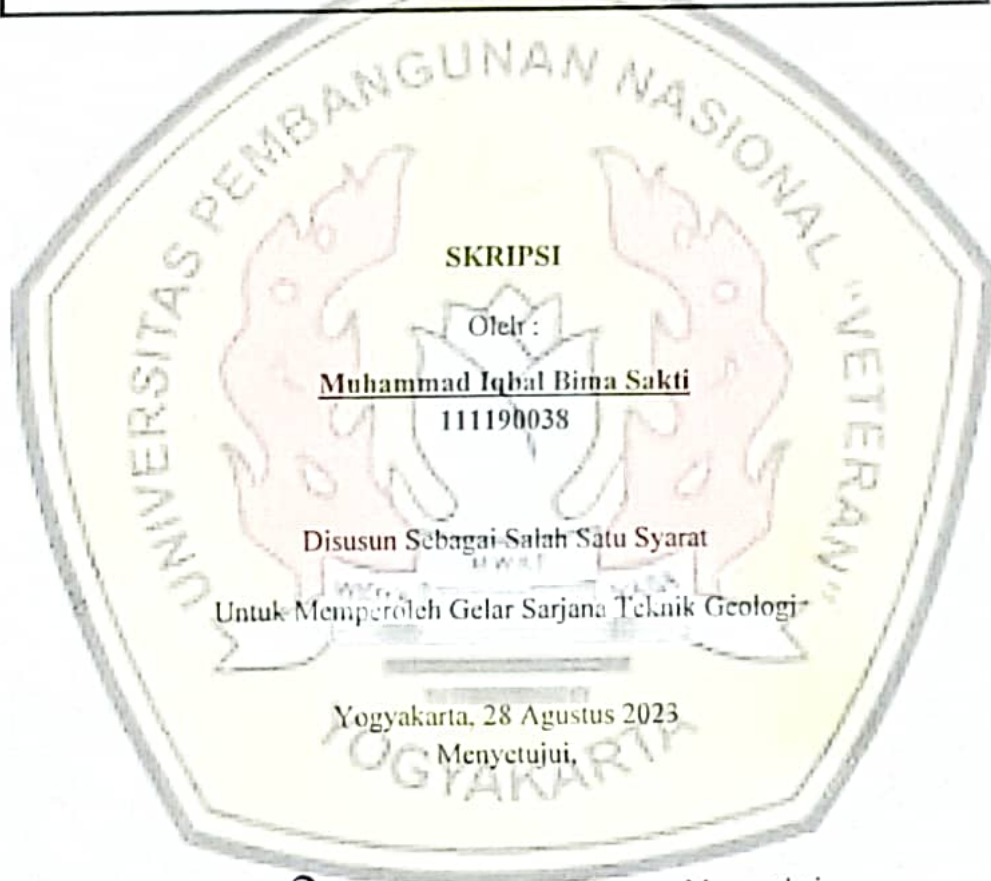 UNIVERSITAS PEMBANGUNAN NASIONAL "VETERAN"
SKRIPSI
Oleh :
Muhammad Iqbal Bima Sakti
111190038
Disusun Sebagai Salah Satu Syarat
Untuk Memperoleh Gelar Sarjana Teknik Geologi
Yogyakarta, 28 Agustus 2023
Menyetujui,
YOGYAKARTA